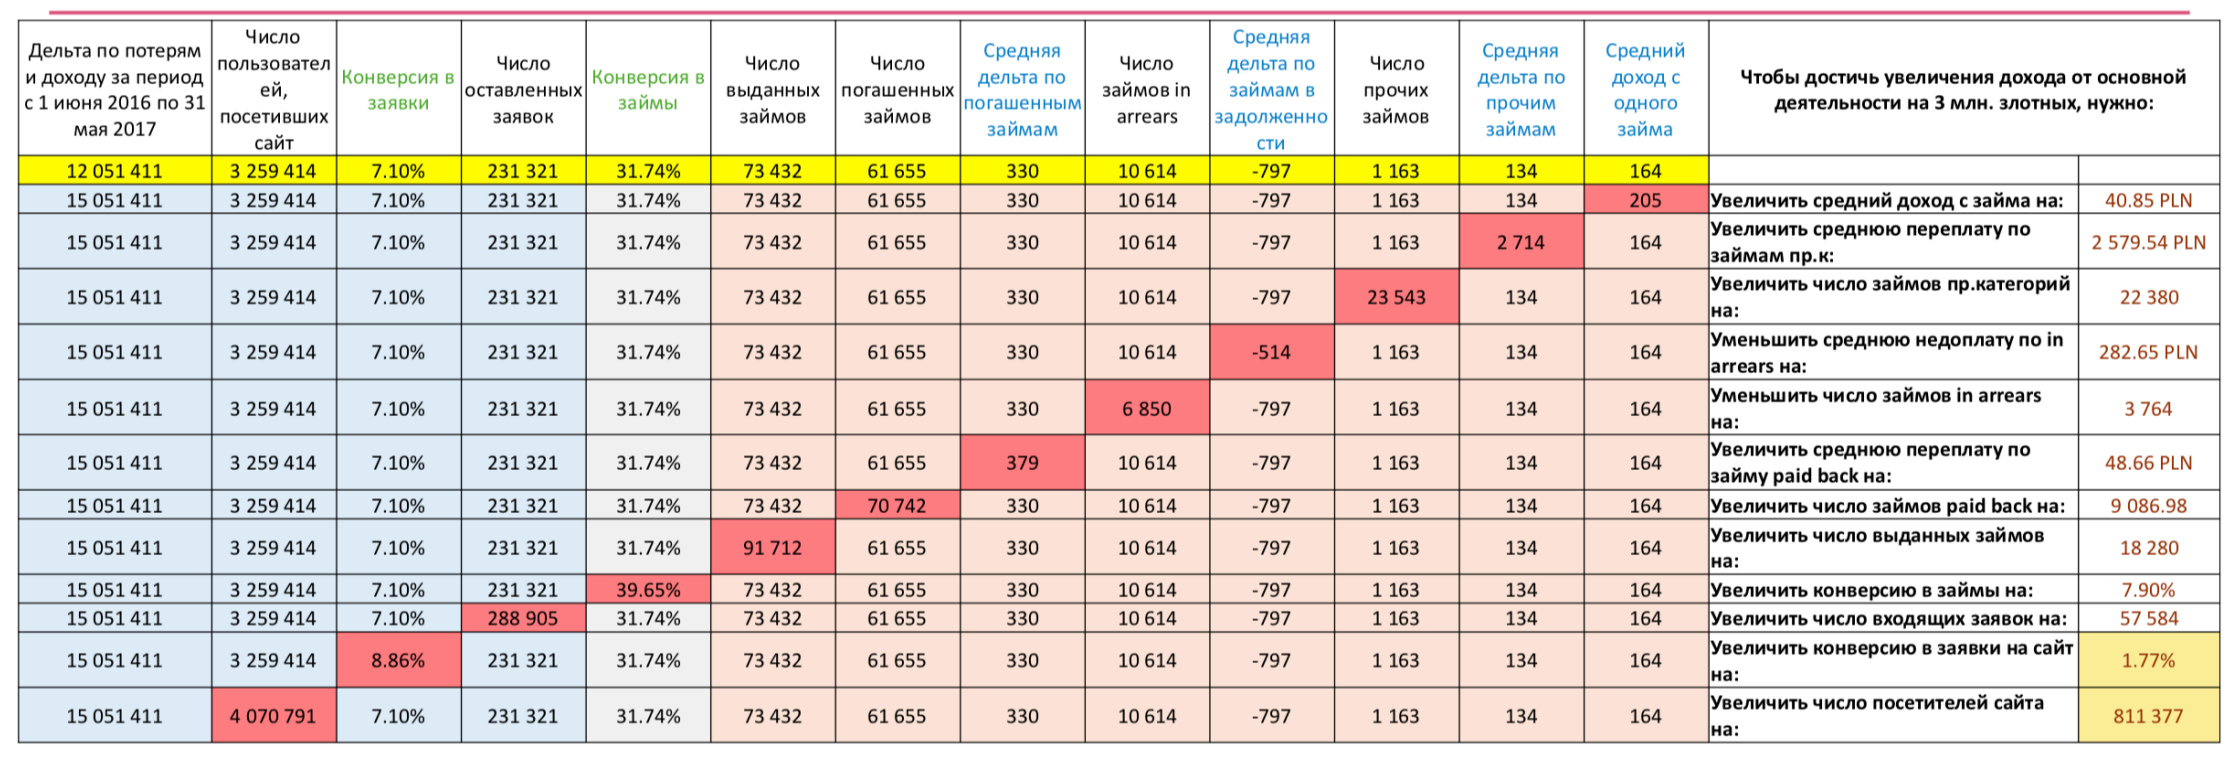 Дельта по потерям и доходу за период с 1 июня 2016 по 31 мая 2017 | Число пользователей, посетивших сайт | Конверсия в заявки | Число оставленных заявок | Конверсия в займы | Число выданных займов | Число погашенных займов | Средняя дельта по погашенным займам | Число займов in arrears | Средняя дельта по займам в задолженности | Число прочих займов | Средняя дельта по прочим займам | Средний доход с одного займа | Чтобы достичь увеличения дохода от основной деятельности на 3 млн. злотных, нужно:
12 051 411 | 3 259 414 | 7.10% | 231 321 | 31.74% | 73 432 | 61 655 | 330 | 10 614 | -797 | 1 163 | 134 | 164
15 051 411 | 3 259 414 | 7.10% | 231 321 | 31.74% | 73 432 | 61 655 | 330 | 10 614 | -797 | 1 163 | 134 | 205 | Увеличить средний доход с займа на: | 40.85 PLN
15 051 411 | 3 259 414 | 7.10% | 231 321 | 31.74% | 73 432 | 61 655 | 330 | 10 614 | -797 | 1 163 | 2 714 | 164 | Увеличить среднюю переплату по займам пр.к: | 2 579.54 PLN
15 051 411 | 3 259 414 | 7.10% | 231 321 | 31.74% | 73 432 | 61 655 | 330 | 10 614 | -797 | 23 543 | 134 | 164 | Увеличить число займов пр.категорий на: | 22 380
15 051 411 | 3 259 414 | 7.10% | 231 321 | 31.74% | 73 432 | 61 655 | 330 | 10 614 | -514 | 1 163 | 134 | 164 | Уменьшить среднюю недоплату по in arrears на: | 282.65 PLN
15 051 411 | 3 259 414 | 7.10% | 231 321 | 31.74% | 73 432 | 61 655 | 330 | 6 850 | -797 | 1 163 | 134 | 164 | Уменьшить число займов in arrears на: | 3 764
15 051 411 | 3 259 414 | 7.10% | 231 321 | 31.74% | 73 432 | 61 655 | 379 | 10 614 | -797 | 1 163 | 134 | 164 | Увеличить среднюю переплату по займу paid back на: | 48.66 PLN
15 051 411 | 3 259 414 | 7.10% | 231 321 | 31.74% | 73 432 | 70 742 | 330 | 10 614 | -797 | 1 163 | 134 | 164 | Увеличить число займов paid back на: | 9 086.98
15 051 411 | 3 259 414 | 7.10% | 231 321 | 31.74% | 91 712 | 61 655 | 330 | 10 614 | -797 | 1 163 | 134 | 164 | Увеличить число выданных займов на: | 18 280
15 051 411 | 3 259 414 | 7.10% | 231 321 | 39.65% | 73 432 | 61 655 | 330 | 10 614 | -797 | 1 163 | 134 | 164 | Увеличить конверсию в займы на: | 7.90%
15 051 411 | 3 259 414 | 7.10% | 288 905 | 31.74% | 73 432 | 61 655 | 330 | 10 614 | -797 | 1 163 | 134 | 164 | Увеличить число входящих заявок на: | 57 584
15 051 411 | 3 259 414 | 8.86% | 231 321 | 31.74% | 73 432 | 61 655 | 330 | 10 614 | -797 | 1 163 | 134 | 164 | Увеличить конверсию в заявки на сайт на: | 1.77%
15 051 411 | 4 070 791 | 7.10% | 231 321 | 31.74% | 73 432 | 61 655 | 330 | 10 614 | -797 | 1 163 | 134 | 164 | Увеличить число посетителей сайта на: | 811 377